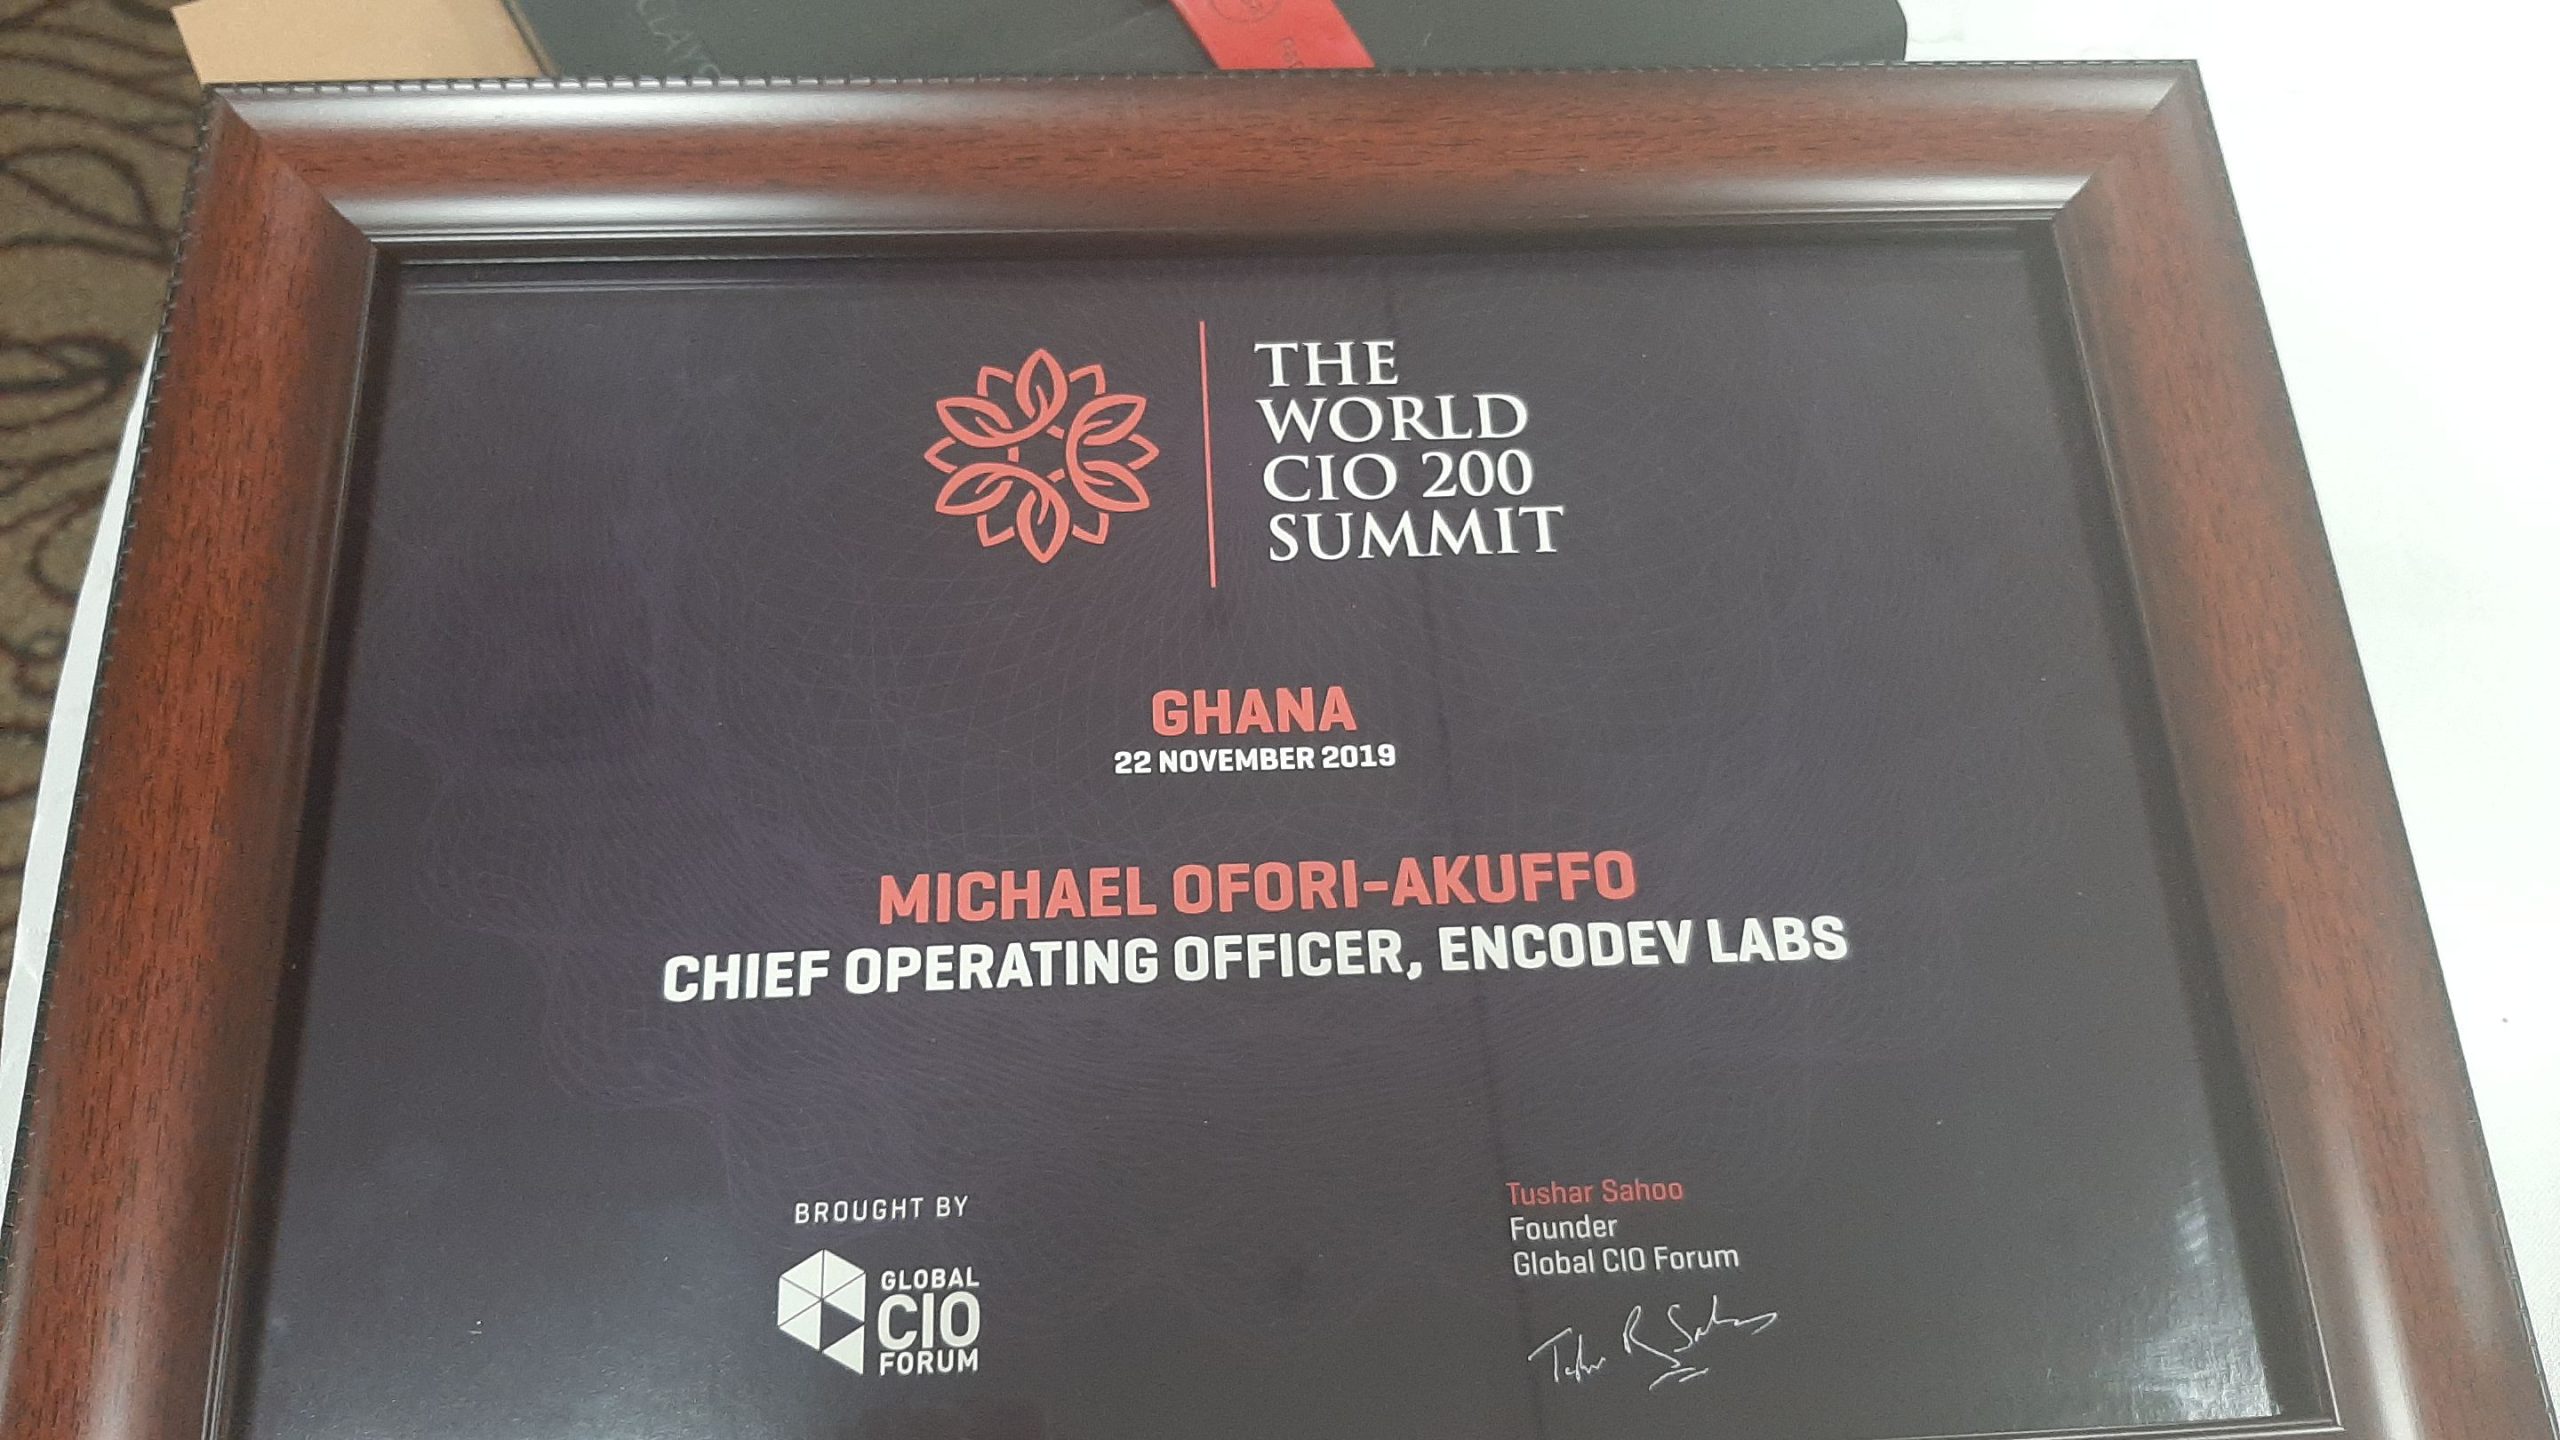 THE
WORLD
CIO 200
SUMMIT
GHANA
22 NOVEMBER 2019
MICHAEL OFORI-AKUFFO
CHIEF OPERATING OFFICER, ENCODEV LABS
BROUGHT BY
GLOBAL
CIO
FORUM
Tushar Sahoo
Founder
Global CIO Forum